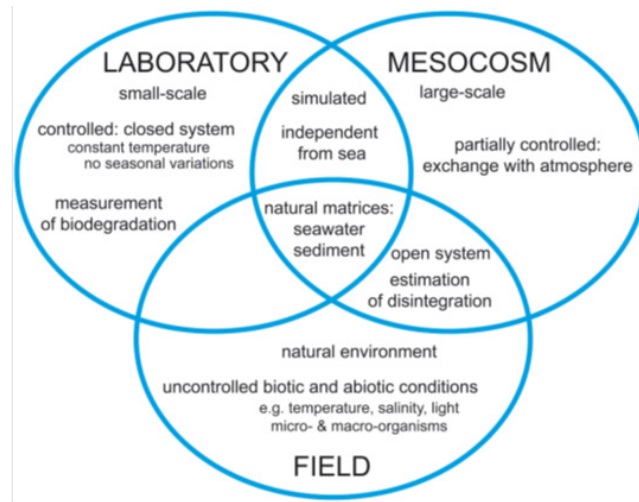 LABORATORY
small-scale
controlled: closed system
constant temperature
no seasonal variations
measurement
of biodegradation
simulated
independent
from sea
MESOCOSM
large-scale
partially controlled:
exchange with atmosphere
natural matrices:
seawater
sediment
open system
estimation
of disintegration
natural environment
uncontrolled biotic and abiotic conditions
e.g. temperature, salinity, light
micro- & macro-organisms
FIELD